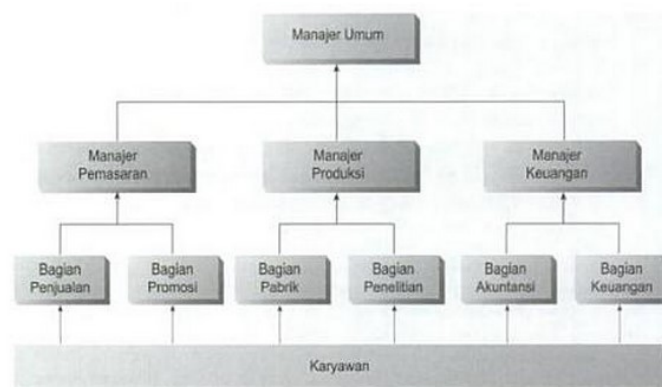 Manajer Umum
Manajer
Pemasaran
Manajer
Produksi
Manajer
Keuangan
Bagian
Penjualan
Bagian
Promosi
Bagian
Pabrik
Bagian
Penelitian
Bagian
Akuntansi
Bagian
Keuangan
Karyawan